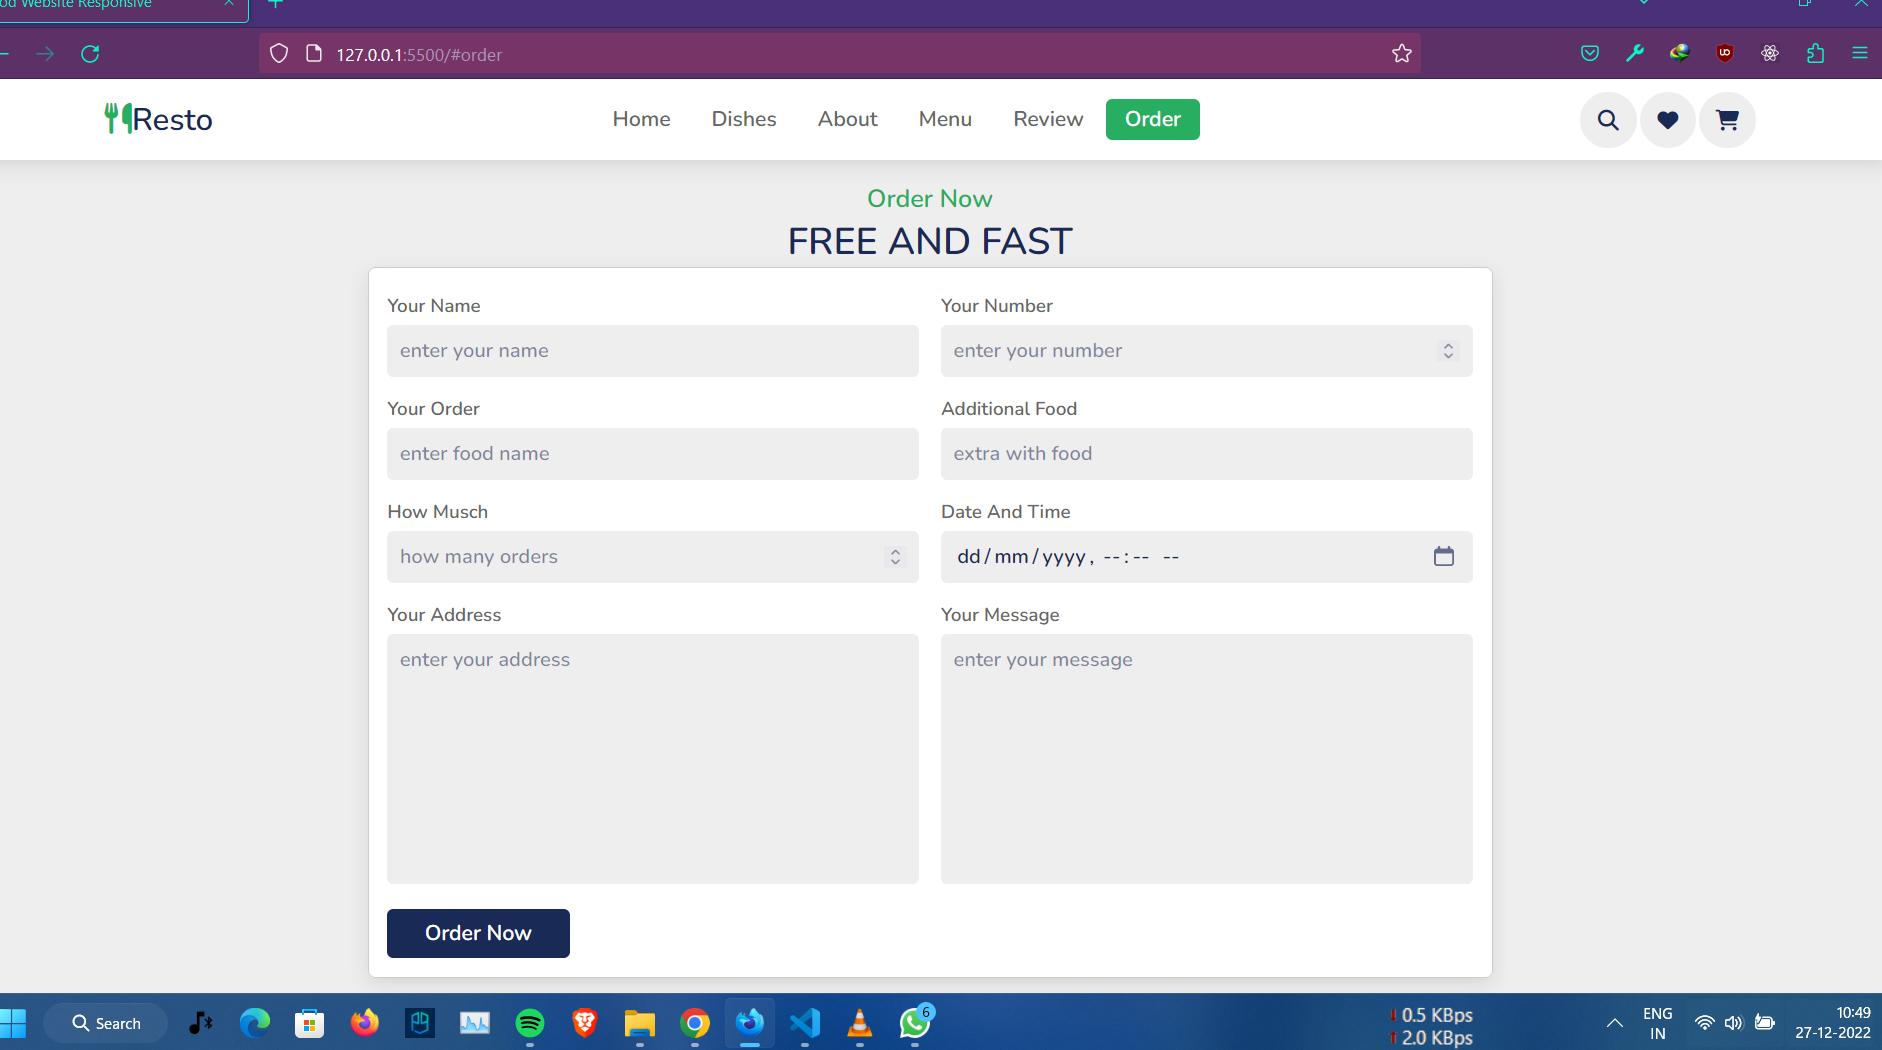 od Website Responsive
127.0.0.1:5500/#order
Resto
Home Dishes About Menu Review Order
Order Now
FREE AND FAST
Your Name
enter your name
Your Number
enter your number
Your Order
enter food name
Additional Food
extra with food
How Musch
how many orders
Date And Time
dd/mm/yyyy, --:-- --
Your Address
enter your address
Your Message
enter your message
Order Now
Search
6
0.5 KBps
2.0 KBps
ENG
IN
10:49
27-12-2022